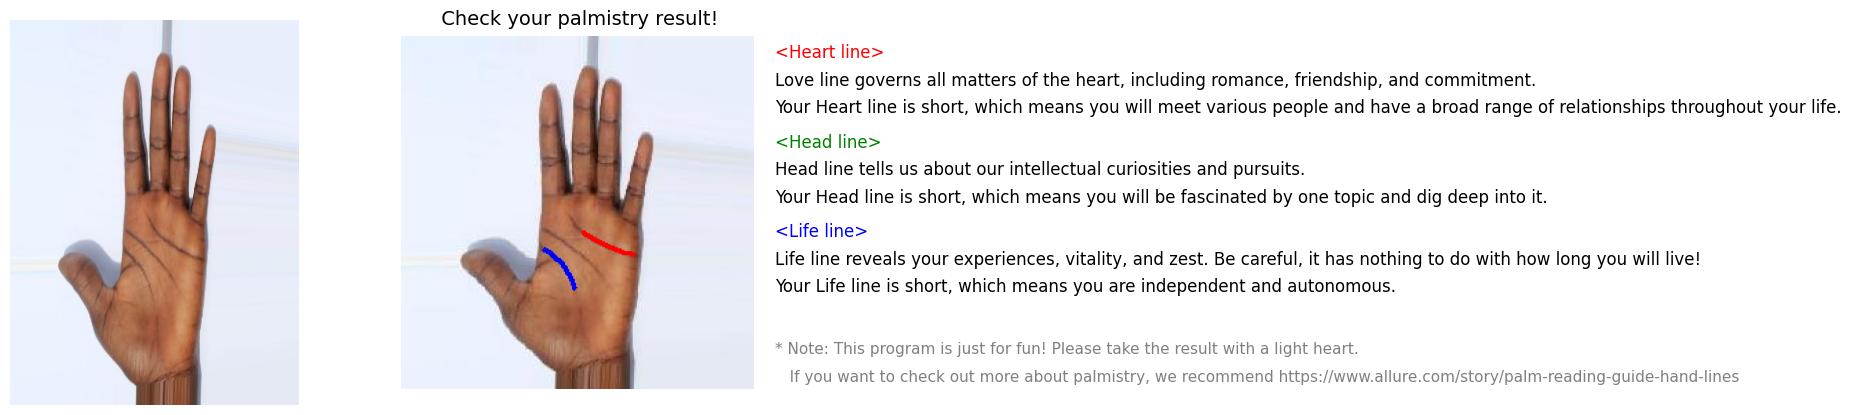 Check your palmistry result!
<Heart line>
Love line governs all matters of the heart, including romance, friendship, and commitment.
Your Heart line is short, which means you will meet various people and have a broad range of relationships throughout your life.
<Head line>
Head line tells us about our intellectual curiosities and pursuits.
Your Head line is short, which means you will be fascinated by one topic and dig deep into it.
<Life line>
Life line reveals your experiences, vitality, and zest. Be careful, it has nothing to do with how long you will live!
Your Life line is short, which means you are independent and autonomous.
* Note: This program is just for fun! Please take the result with a light heart.
If you want to check out more about palmistry, we recommend https://www.allure.com/story/palm-reading-guide-hand-lines